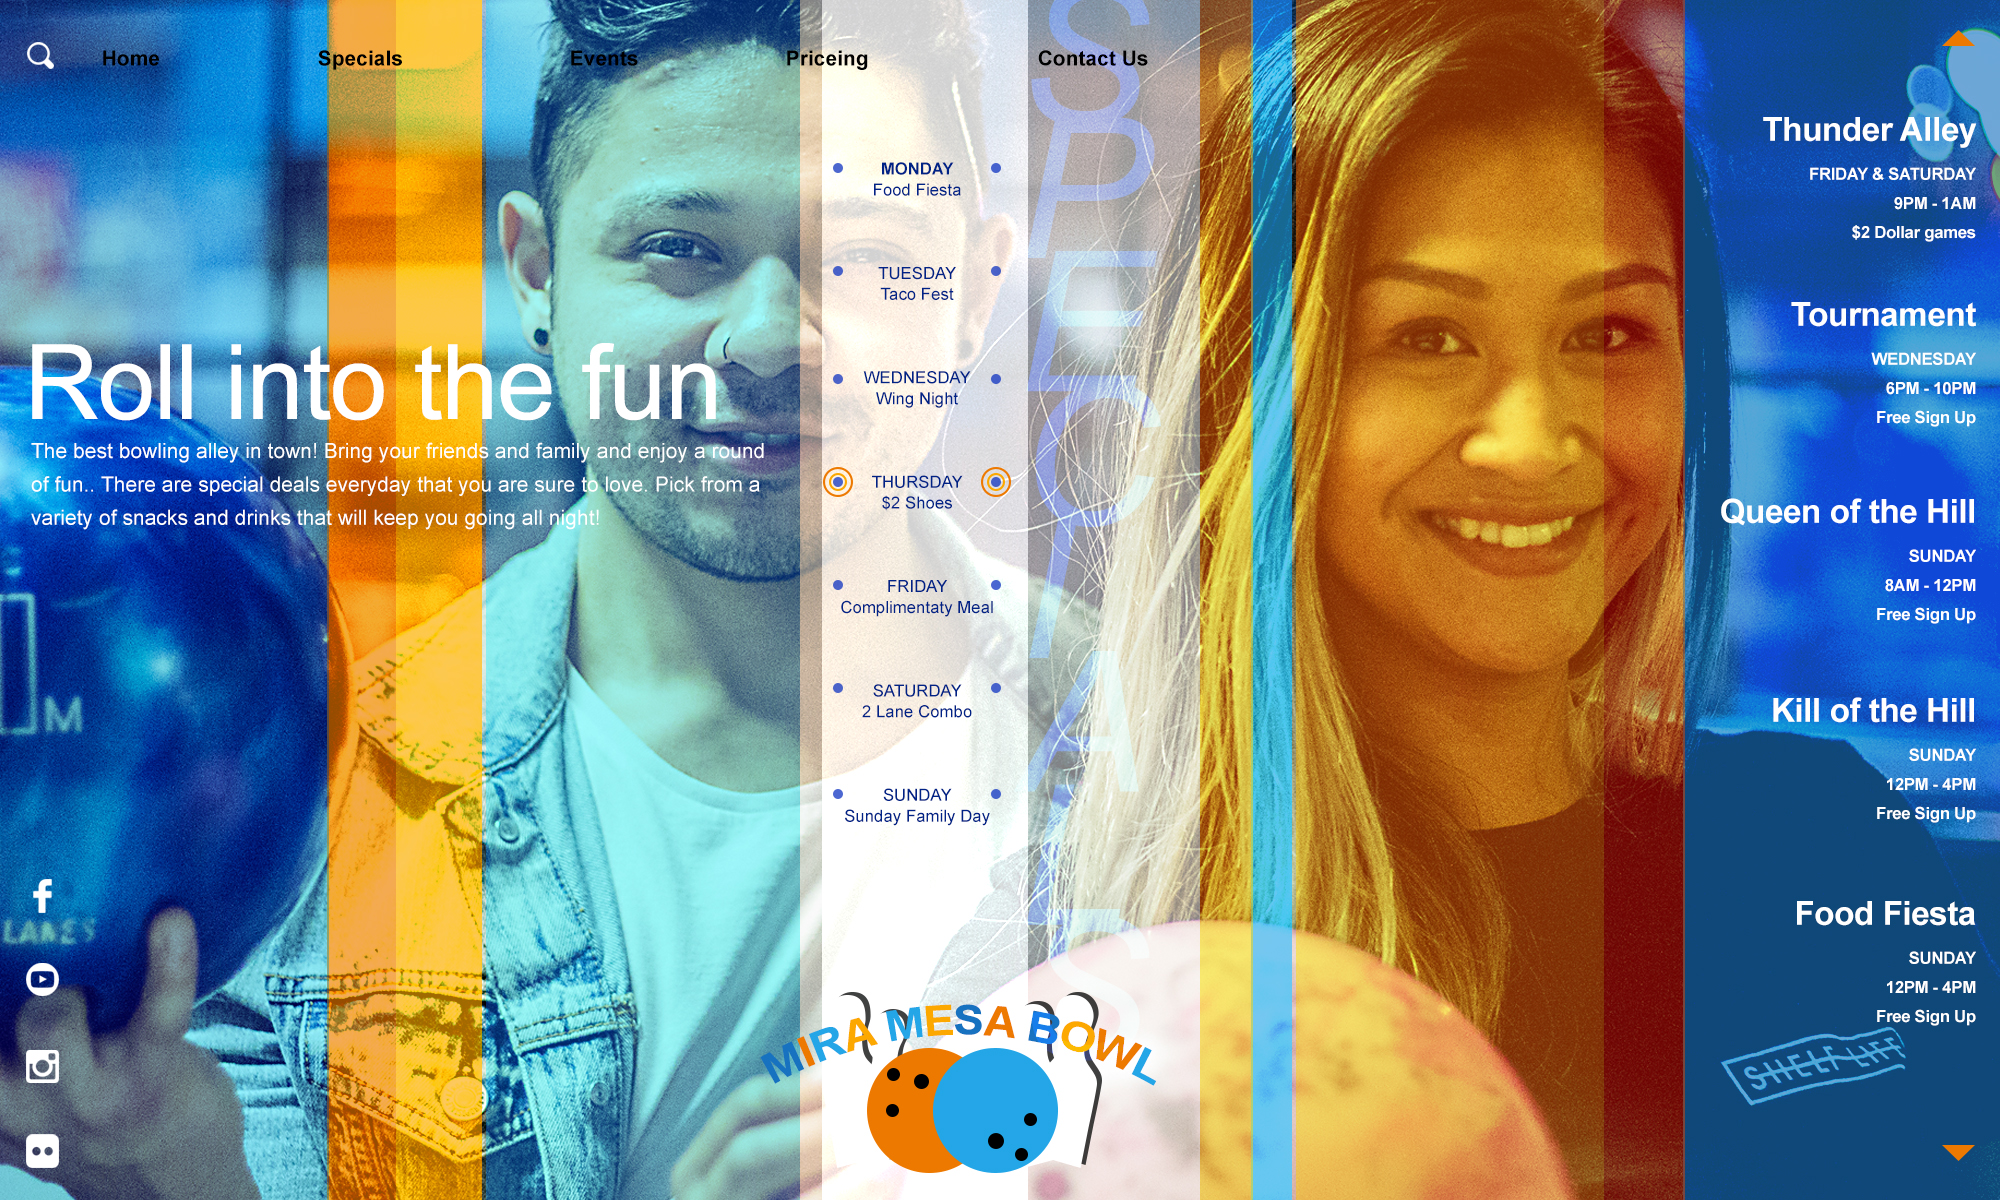 Home
Specials
Events
Priceing
Contact Us
Roll into the fun
The best bowling alley in town! Bring your friends and family and enjoy a round
of fun.. There are special deals everyday that you are sure to love. Pick from a
variety of snacks and drinks that will keep you going all night!
M
LANES
MONDAY
Food Fiesta
TUESDAY
Taco Fest
WEDNESDAY
Wing Night
THURSDAY
$2 Shoes
FRIDAY
Complimentaty Meal
SATURDAY
2 Lane Combo
SUNDAY
Sunday Family Day
SPECIALS
MIRA MESA BOWL
Thunder Alley
FRIDAY & SATURDAY
9PM - 1AM
$2 Dollar games
Tournament
WEDNESDAY
6PM - 10PM
Free Sign Up
Queen of the Hill
SUNDAY
8AM - 12PM
Free Sign Up
Kill of the Hill
SUNDAY
12PM - 4PM
Free Sign Up
Food Fiesta
SUNDAY
12PM - 4PM
Free Sign Up
SHELF LIFE